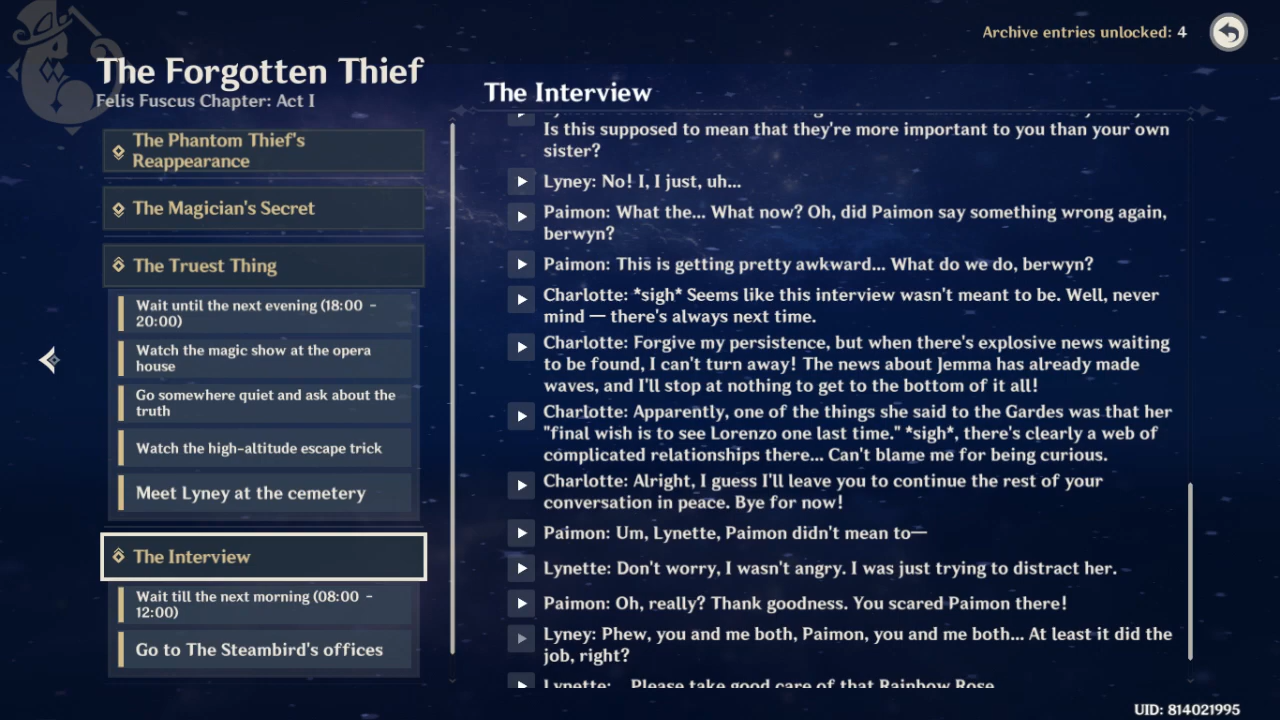 Archive entries unlocked: 4
The Forgotten Thief
Felis Fuscus Chapter: Act I
The Phantom Thief's
Reappearance
The Magician's Secret
The Truest Thing
Wait until the next evening (18:00 -
20:00)
Watch the magic show at the opera
house
Go somewhere quiet and ask about the
truth
Watch the high-altitude escape trick
Meet Lyney at the cemetery
The Interview
Wait till the next morning (08:00 -
12:00)
Go to The Steambird's offices
The Interview
Is this supposed to mean that they're more important to you than your own
sister?
Lyney: No! I, I just, uh...
Paimon: What the... What now? Oh, did Paimon say something wrong again,
berwyn?
Paimon: This is getting pretty awkward... What do we do, berwyn?
Charlotte: *sigh* Seems like this interview wasn't meant to be. Well, never
mind — there's always next time.
Charlotte: Forgive my persistence, but when there's explosive news waiting
to be found, I can't turn away! The news about Jemma has already made
waves, and I'll stop at nothing to get to the bottom of it all!
Charlotte: Apparently, one of the things she said to the Gardes was that her
"final wish is to see Lorenzo one last time." *sigh*, there's clearly a web of
complicated relationships there... Can't blame me for being curious.
Charlotte: Alright, I guess I'll leave you to continue the rest of your
conversation in peace. Bye for now!
Paimon: Um, Lynette, Paimon didn't mean to—
Lynette: Don't worry, I wasn't angry. I was just trying to distract her.
Paimon: Oh, really? Thank goodness. You scared Paimon there!
Lyney: Phew, you and me both, Paimon, you and me both... At least it did the
job, right?
Lynette: ...Please take good care of that Rainbow Rose.
UID: 814021995